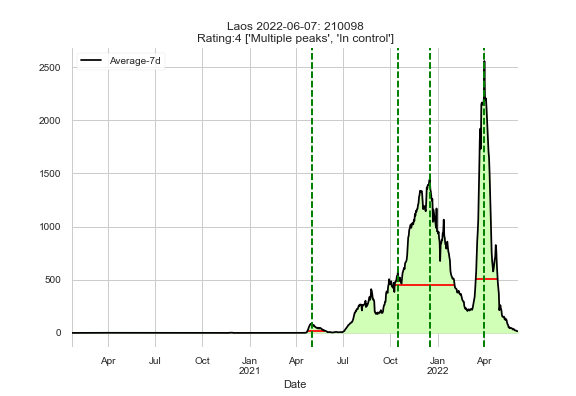 Laos 2022-06-07: 210098
Rating:4 ['Multiple peaks', 'In control']
Average-7d
2500
2000
1500
1000
500
0
Apr Jul Oct Jan Apr Jul Oct Jan Apr
2021 2022
Date